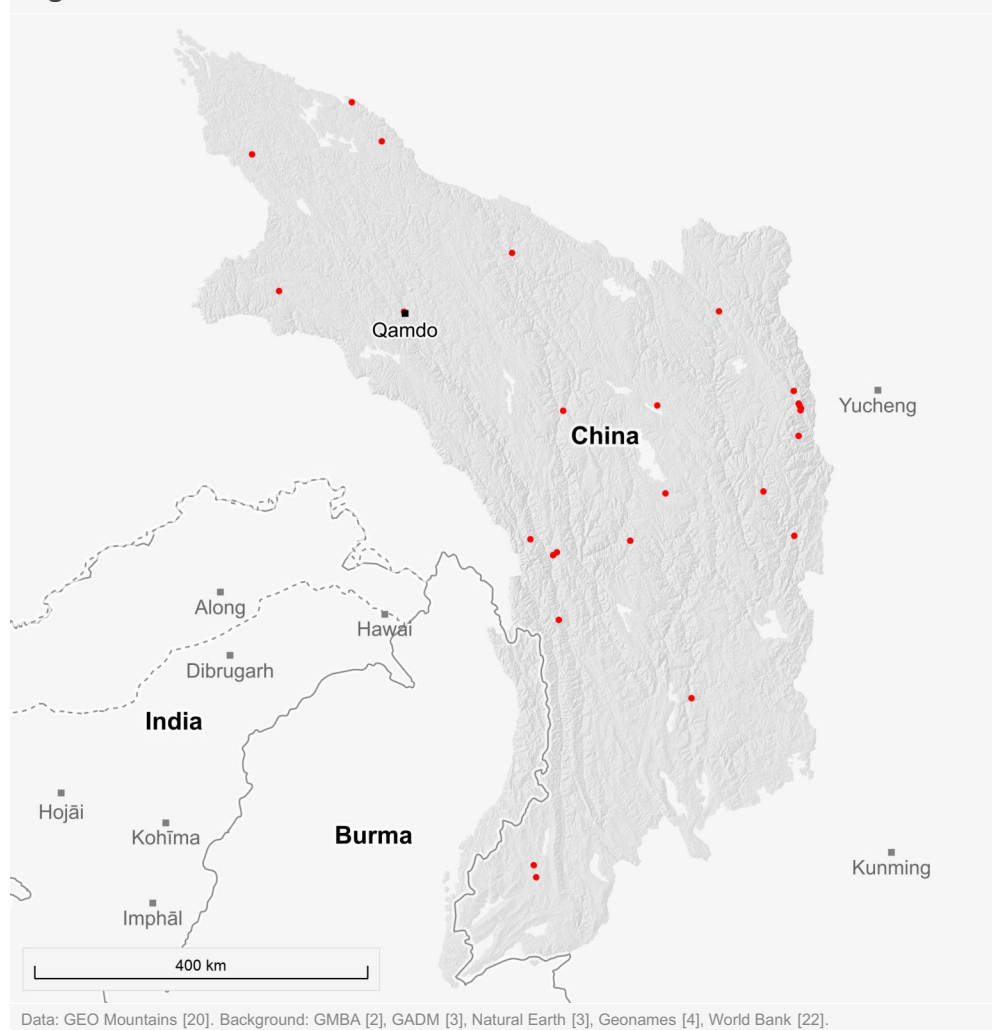 Qamdo
Yucheng
China
Along
Hawai
Dibrugarh
India
Hojāi
Kohīma
Burma
Kunming
Imphāl
400 km
Data: GEO Mountains [20]. Background: GMBA [2], GADM [3], Natural Earth [3], Geonames [4], World Bank [22].